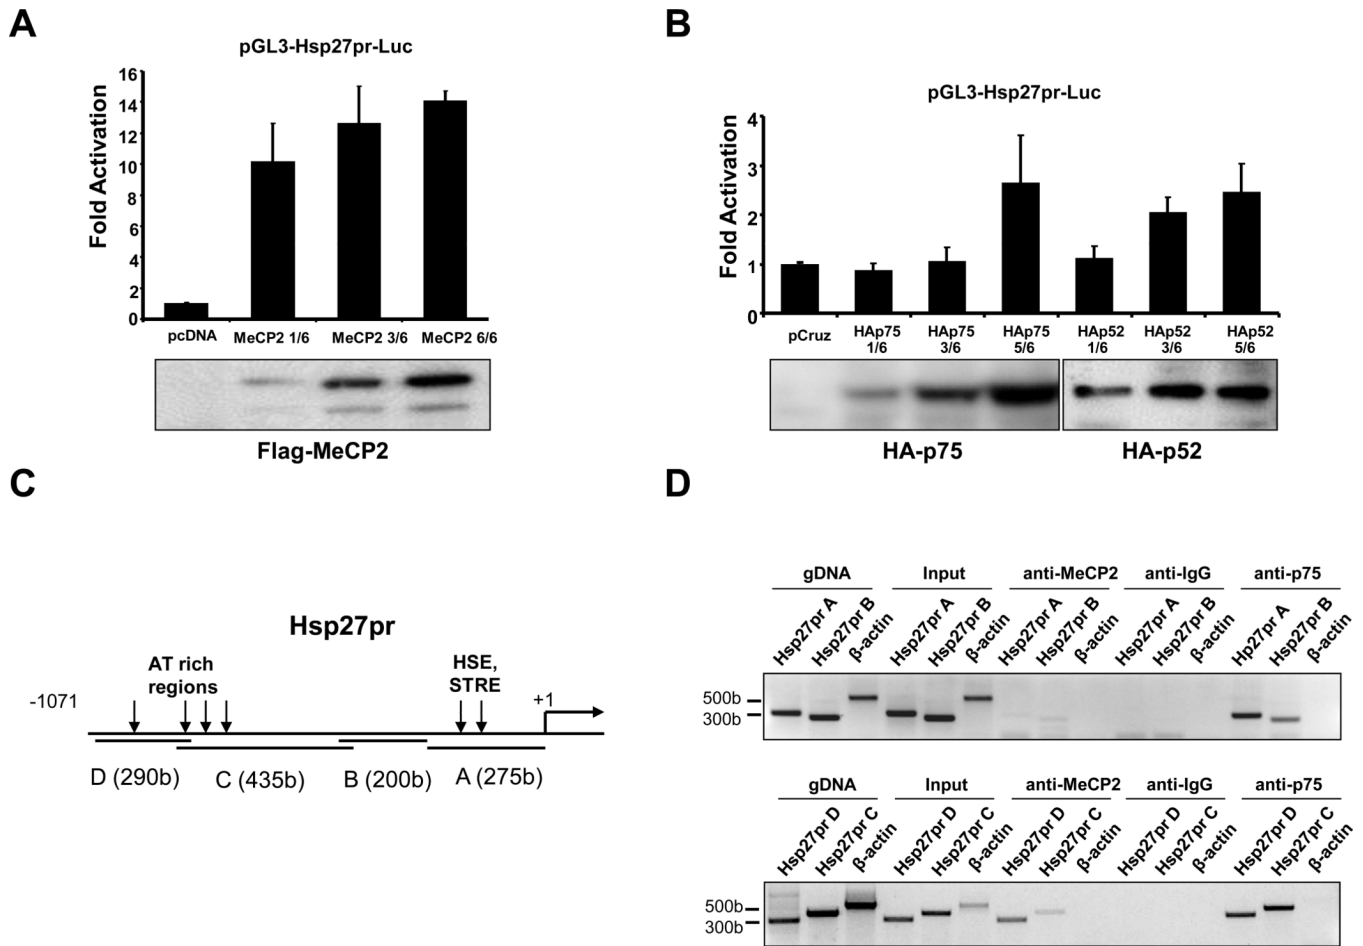 A
pGL3-Hsp27pr-Luc
Fold Activation
16
14
12
10
8
6
4
2
0
pcDNA MeCP2 1/6 MeCP2 3/6 MeCP2 6/6
Flag-MeCP2
B
pGL3-Hsp27pr-Luc
Fold Activation
4
3
2
1
0
pCruz HAp75 HAp75 HAp75 HAp52 HAp52 HAp52
1/6 3/6 5/6 1/6 3/6 5/6
HA-p75 HA-p52
C
Hsp27pr
AT rich
regions
HSE,
STRE
-1071
+1
D (290b) C (435b) B (200b) A (275b)
D
gDNA Input anti-MeCP2 anti-IgG anti-p75
Hsp27pr A Hsp27pr B β-actin Hsp27pr A Hsp27pr B β-actin Hsp27pr A Hsp27pr B β-actin Hsp27pr A Hsp27pr B β-actin Hp27pr A Hsp27pr B β-actin
500b
300b
gDNA Input anti-MeCP2 anti-IgG anti-p75
Hsp27pr D Hsp27pr C β-actin Hsp27pr D Hsp27pr C β-actin Hsp27pr D Hsp27pr C β-actin Hsp27pr D Hsp27pr C β-actin Hsp27pr D Hsp27pr C β-actin
500b
300b